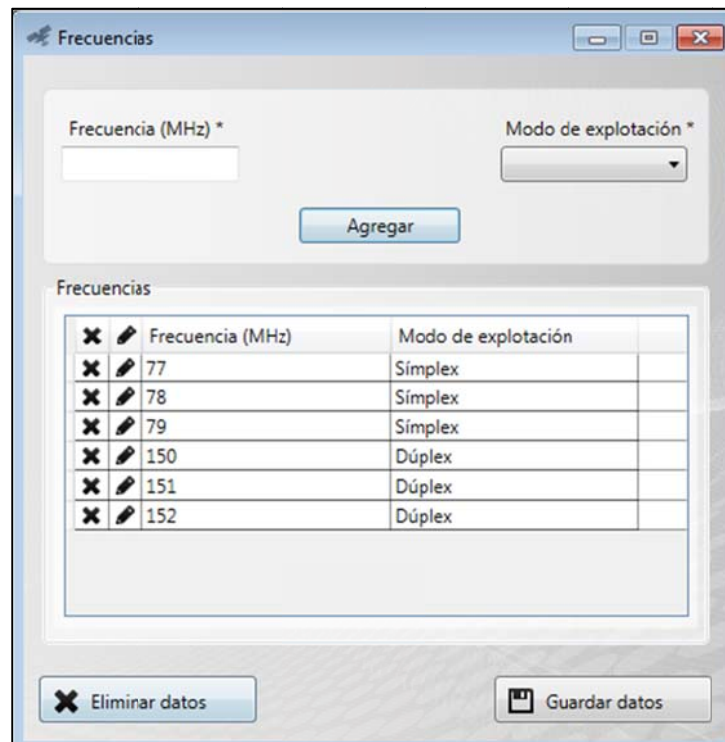 Frecuencias
Frecuencia (MHz) * Modo de explotación *
Agregar
Frecuencias
Frecuencia (MHz) Modo de explotación
77 Símplex
78 Símplex
79 Símplex
150 Dúplex
151 Dúplex
152 Dúplex
Eliminar datos Guardar datos